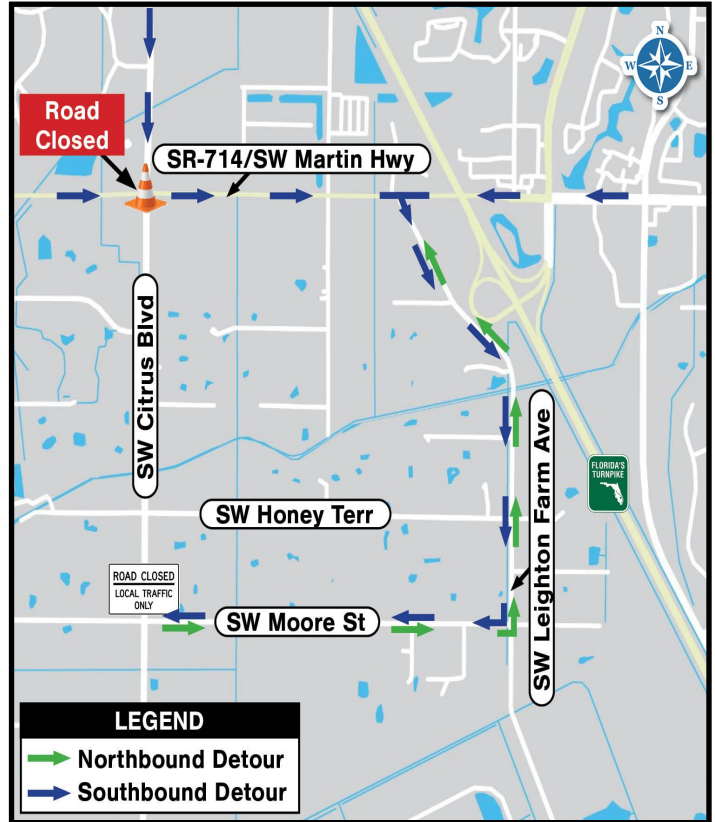 N
W
E
S
Road
Closed
SR-714/SW Martin Hwy
SW Citrus Blvd
FLORIDA'S
TURNPIKE
SW Leighton Farm Ave
SW Honey Terr
ROAD CLOSED
LOCAL TRAFFIC
ONLY
SW Moore St
LEGEND
Northbound Detour
Southbound Detour